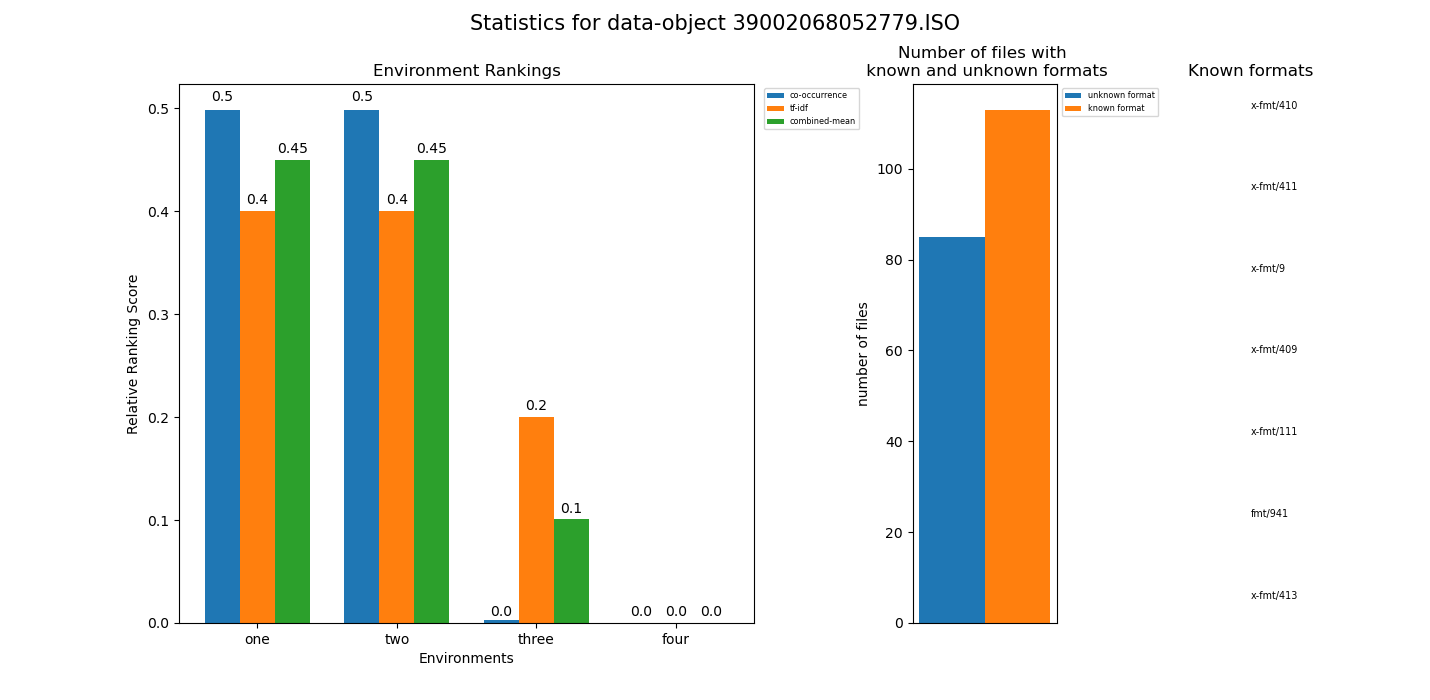 Statistics for data-object 39002068052779.ISO
Environment Rankings
0.5
0.4
0.3
0.2
0.1
0.0
Relative Ranking Score
0.5
0.4
0.45
0.5
0.4
0.45
0.0
0.2
0.1
0.0
0.0
0.0
one
two
three
four
Environments
co-occurrence
tf-idf
combined-mean
Number of files with
known and unknown formats
100
80
60
40
20
0
number of files
unknown format
known format
Known formats
x-fmt/410
x-fmt/411
x-fmt/9
x-fmt/409
x-fmt/111
fmt/941
x-fmt/413